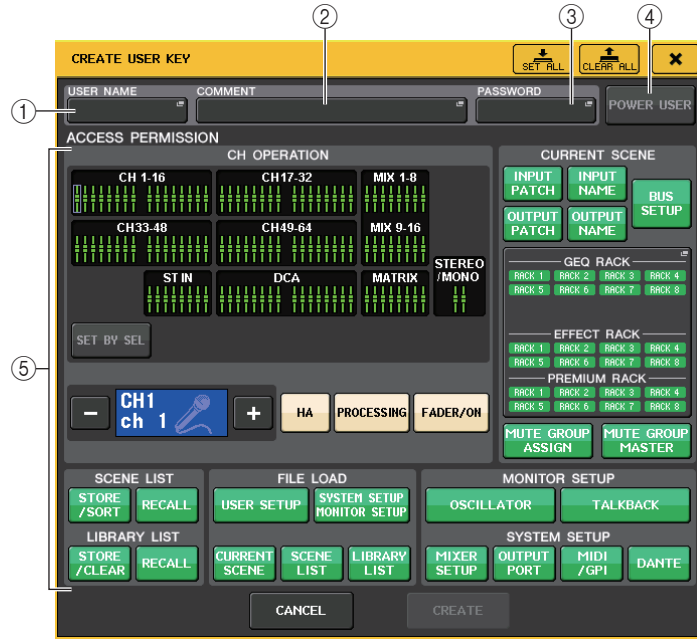 ① ② ③ ④
CREATE USER KEY
SET ALL
CLEAR ALL
USER NAME
COMMENT
PASSWORD
POWER USER
ACCESS PERMISSION
⑤
CH OPERATION
CH 1-16
CH17-32
MIX 1-8
CH33-48
CH49-64
MIX 9-16
ST IN
DCA
MATRIX
STEREO
/MONO
SET BY SEL
−
CH1
ch 1
+
HA
PROCESSING
FADER/ON
CURRENT SCENE
INPUT
PATCH
INPUT
NAME
OUTPUT
PATCH
OUTPUT
NAME
BUS
SETUP
GEQ RACK
RACK 1 RACK 2 RACK 3 RACK 4
RACK 5 RACK 6 RACK 7 RACK 8
EFFECT RACK
RACK 1 RACK 2 RACK 3 RACK 4
RACK 5 RACK 6 RACK 7 RACK 8
PREMIUM RACK
RACK 1 RACK 2 RACK 3 RACK 4
RACK 5 RACK 6 RACK 7 RACK 8
MUTE GROUP
ASSIGN
MUTE GROUP
MASTER
SCENE LIST
STORE
/SORT
RECALL
LIBRARY LIST
STORE
/CLEAR
RECALL
FILE LOAD
USER SETUP
SYSTEM SETUP
MONITOR SETUP
CURRENT
SCENE
SCENE
LIST
LIBRARY
LIST
MONITOR SETUP
OSCILLATOR
TALKBACK
SYSTEM SETUP
MIXER
SETUP
OUTPUT
PORT
MIDI
/GPI
DANTE
CANCEL
CREATE